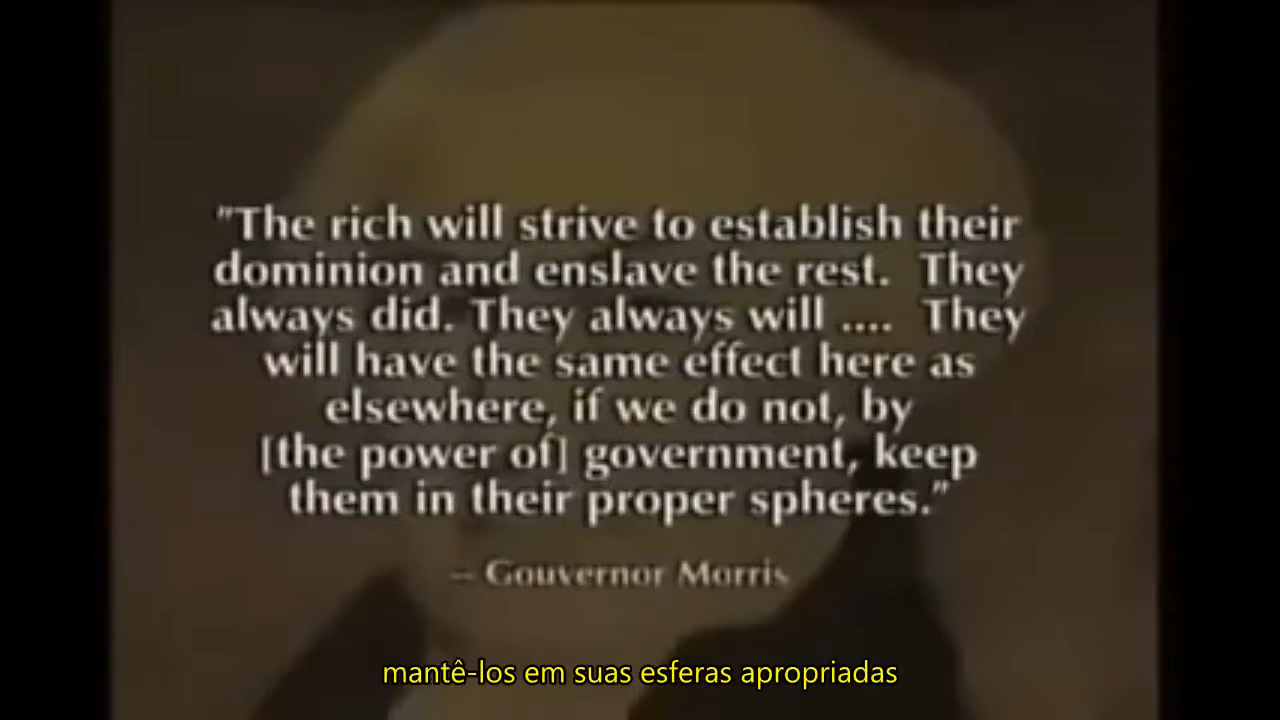 "The rich will strive to establish their
dominion and enslave the rest. They
always did. They always will .... They
will have the same effect here as
elsewhere, if we do not, by
[the power of] government, keep
them in their proper spheres."
– Gouvernor Morris
mantê-los em suas esferas apropriadas